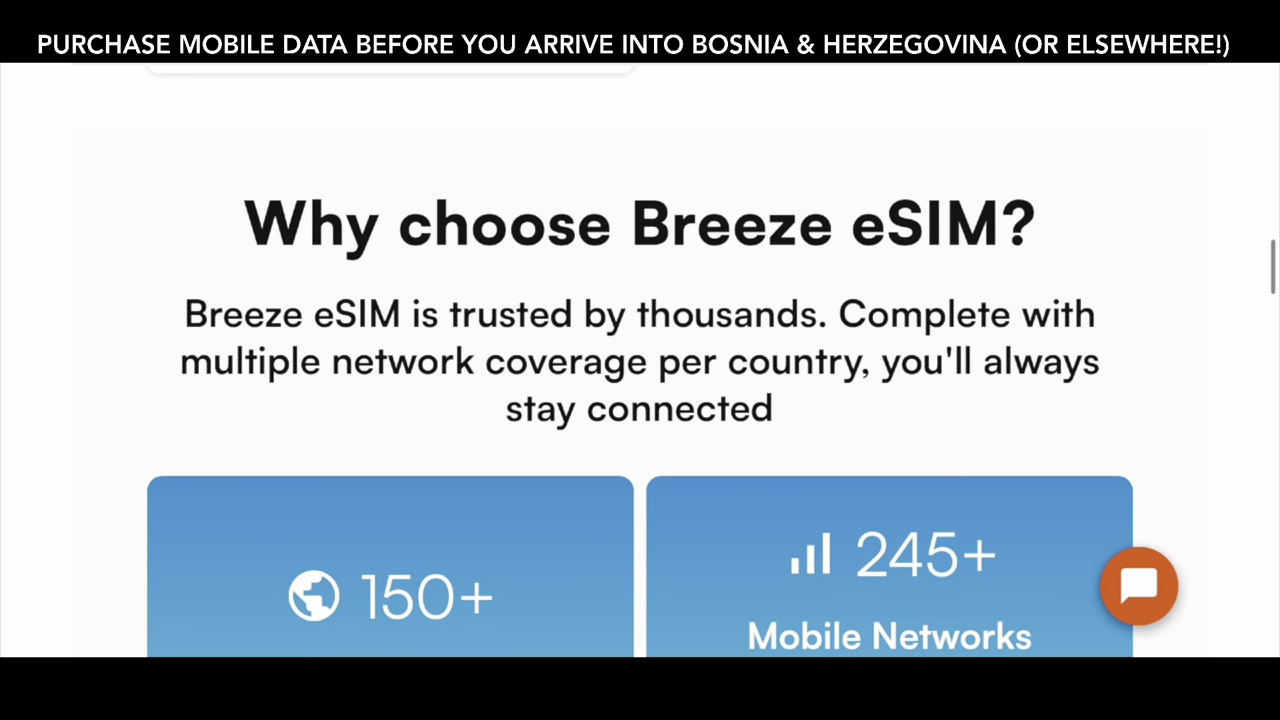 PURCHASE MOBILE DATA BEFORE YOU ARRIVE INTO BOSNIA & HERZEGOVINA (OR ELSEWHERE!)
Why choose Breeze eSIM?
Breeze eSIM is trusted by thousands. Complete with
multiple network coverage per country, you'll always
stay connected
150+
245+
Mobile Networks